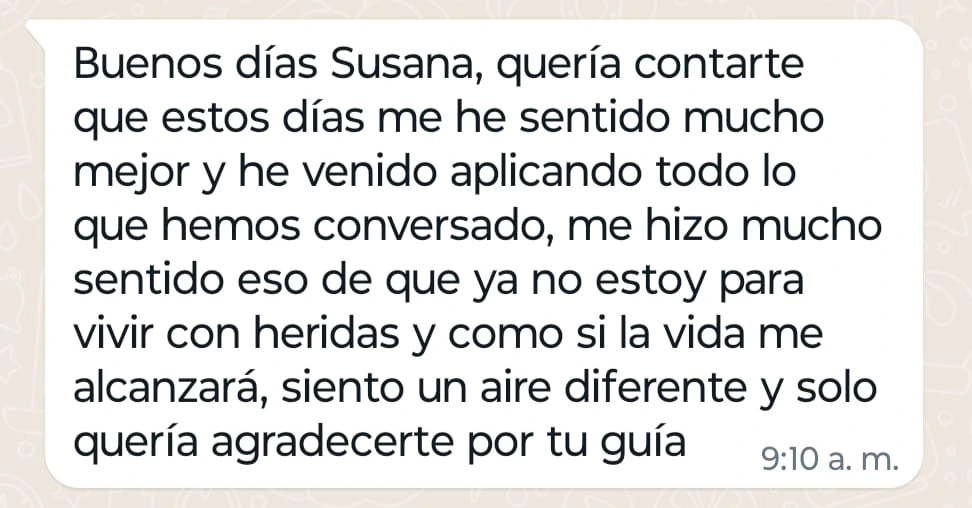 Buenos días Susana, quería contarte
que estos días me he sentido mucho
mejor y he venido aplicando todo lo
que hemos conversado, me hizo mucho
sentido eso de que ya no estoy para
vivir con heridas y como si la vida me
alcanzará, siento un aire diferente y solo
quería agradecerte por tu guía
9:10 a. m.